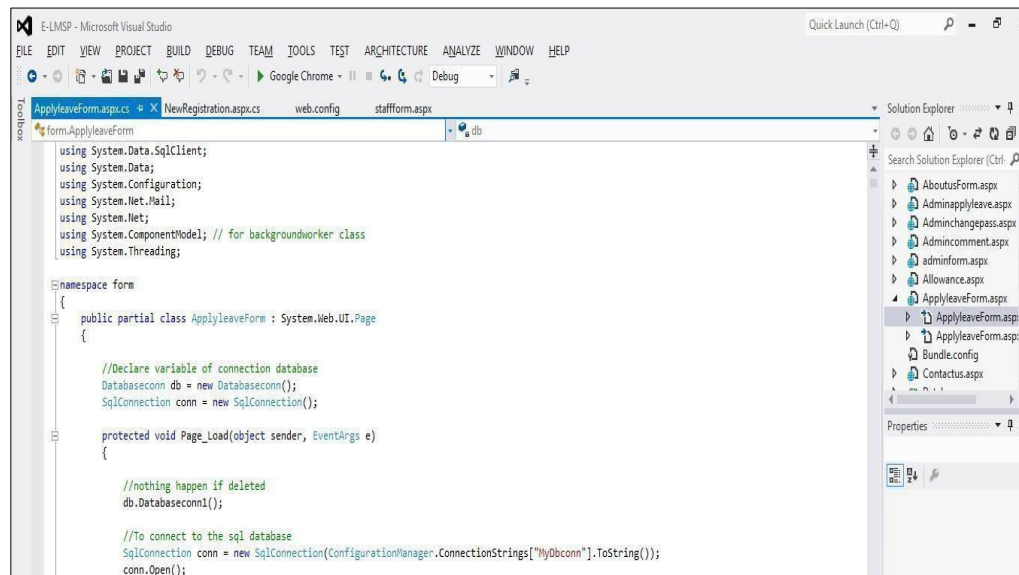 E-LMSP - Microsoft Visual Studio
Quick Launch (Ctrl+Q)
FILE EDIT VIEW PROJECT BUILD DEBUG TEAM TOOLS TEST ARCHITECTURE ANALYZE WINDOW HELP
Google Chrome
Debug
Toolbox
ApplyleaveForm.aspx.cs
NewRegistration.aspx.cs
web.config
staffform.aspx
form.ApplyleaveForm
db
using System.Data.SqlClient;
using System.Data;
using System.Configuration;
using System.Net.Mail;
using System.Net;
using System.ComponentModel; // for backgroundworker class
using System.Threading;
namespace form
{
public partial class ApplyleaveForm : System.Web.UI.Page
{
//Declare variable of connection database
Databaseconn db = new Databaseconn();
SqlConnection conn = new SqlConnection();
protected void Page_Load(object sender, EventArgs e)
{
//nothing happen if deleted
db.Databaseconn1();
//To connect to the sql database
SqlConnection conn = new SqlConnection(ConfigurationManager.ConnectionStrings["MyDbconn"].ToString());
conn.Open();
Solution Explorer
Search Solution Explorer (Ctrl-
AboutusForm.aspx
Adminapplyleave.aspx
Adminchangepass.aspx
Admincomment.aspx
adminform.aspx
Allowance.aspx
ApplyleaveForm.aspx
ApplyleaveForm.asp
ApplyleaveForm.asp
Bundle.config
Contactus.aspx
Properties